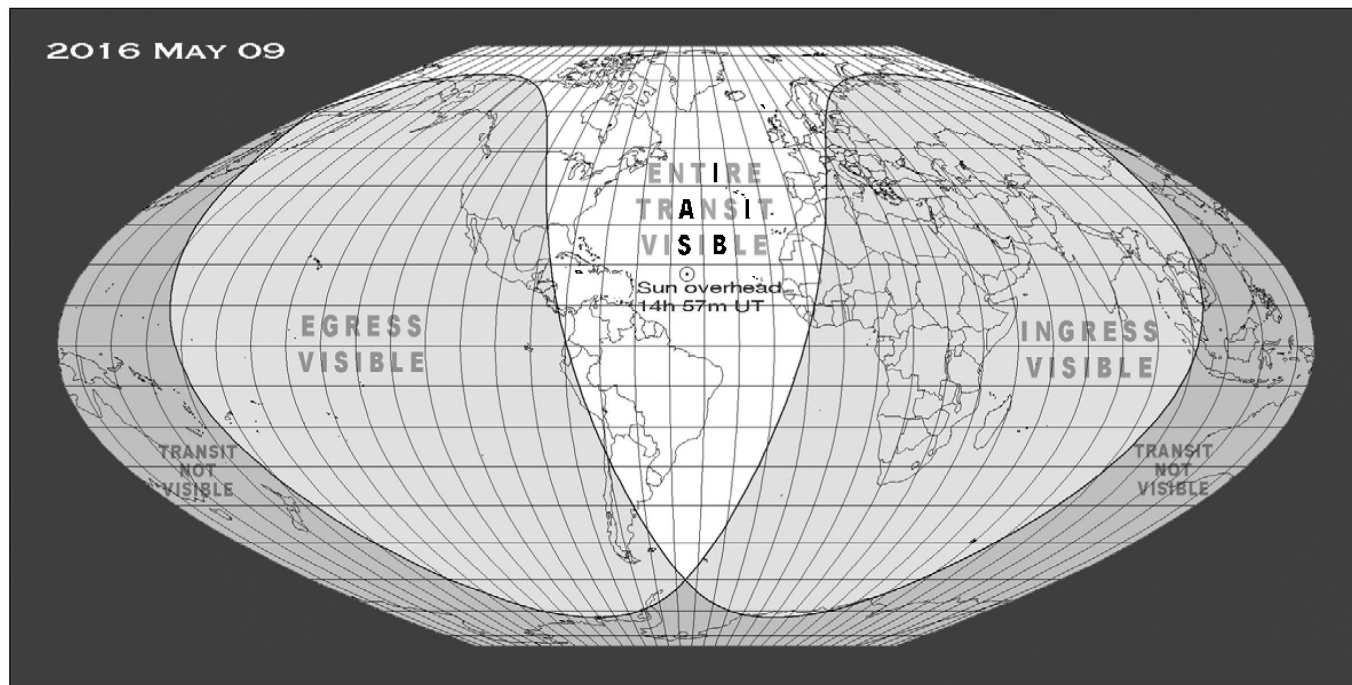 2016 May 09
ENTIRE
TRANSIT
VISIBLE
Sun overhead
14h 57m UT
EGRESS
VISIBLE
INGRESS
VISIBLE
TRANSIT
NOT
VISIBLE
TRANSIT
NOT
VISIBLE